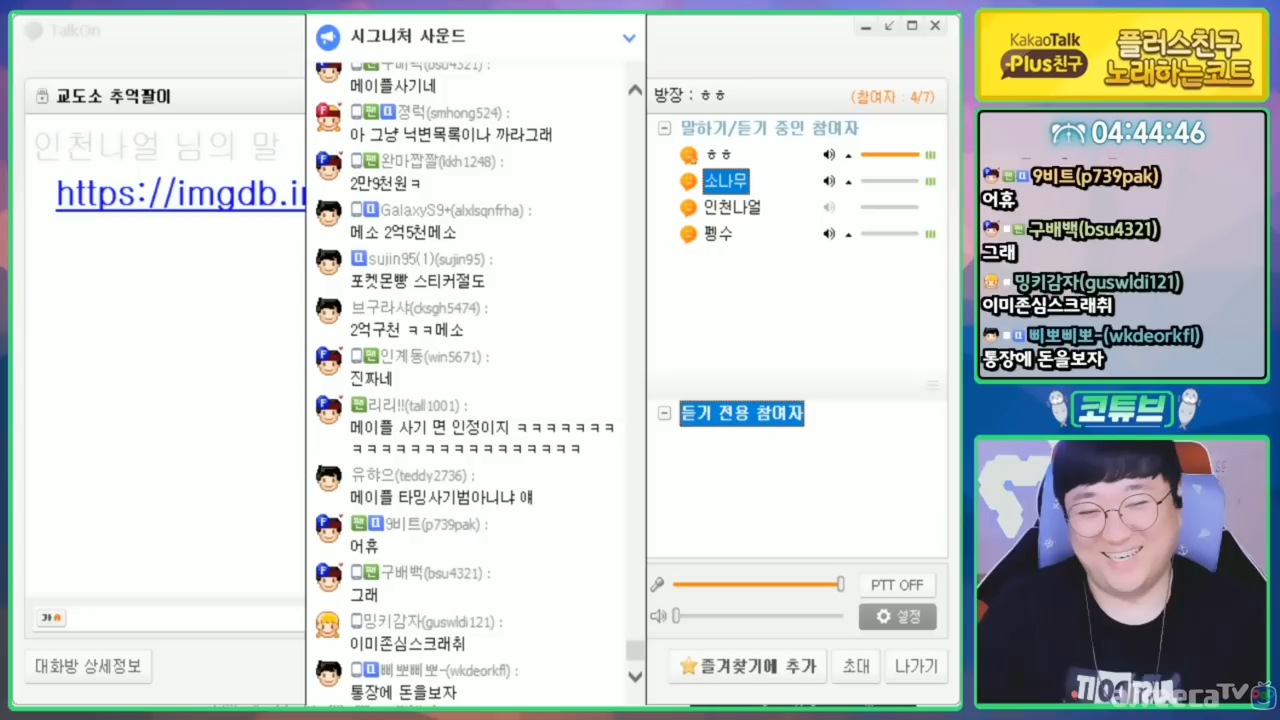 TalkOn
교도소 추억팔이
인천나얼 님의 말
https://imgdb.i
대화방 상세정보
시그니처 사운드
구배백(bsu4321) :
메이플사기네
정럭(smhong524) :
아 그냥 넉변목록이나 까라그래
완마짭짤(kkh1248) :
2만9천원ㅋ
GalaxyS9+(alxlsqnfrha) :
메소 2억5천메소
sujin95(1)(sujin95) :
포켓몬빵 스티커절도
브구라샤(cksgh5474) :
2억구천 ㅋㅋ메소
인계동(win5671) :
진짜네
리리!!(tall1001) :
메이플 사기 면 인정이지 ㅋㅋㅋㅋㅋㅋㅋ
ㅋㅋㅋㅋㅋㅋㅋㅋㅋㅋㅋㅋㅋㅋㅋㅋ
유햐으(teddy2736) :
메이플 타밍사기범아니냐 얘
9비트(p739pak) :
어휴
구배백(bsu4321) :
그래
밍키감자(guswldi121) :
이미존심스크래취
삐뽀삐뽀-(wkdeorkfl) :
통장에 돈을보자
방장 : ㅎㅎ
(참여자 : 4/7)
말하기/듣기 중인 참여자
ㅎㅎ
소나무
인천나얼
펭수
듣기 전용 참여자
PTT OFF
설정
즐겨찾기에 추가
초대
나가기
KakaoTalk
Plus친구
플러스친구
노래하는코트
04:44:46
9비트(p739pak)
어휴
구배백(bsu4321)
그래
밍키감자(guswldi121)
이미존심스크래취
삐뽀삐뽀-(wkdeorkfl)
통장에 돈을보자
코튜브